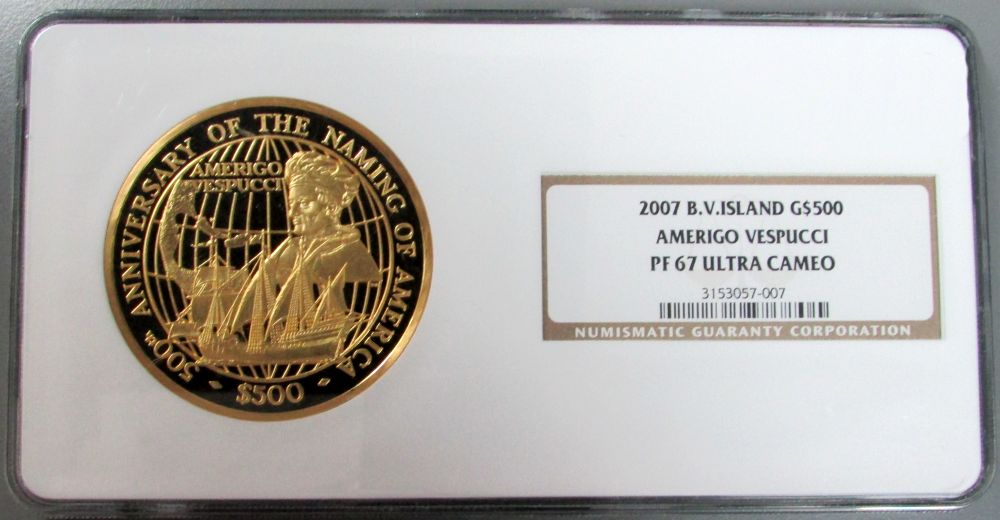 500TH ANNIVERSARY OF THE NAMING OF AMERICA
AMERIGO
VESPUCCI
$500
2007 B.V.ISLAND G$500
AMERIGO VESPUCCI
PF 67 ULTRA CAMEO
3153057-007
NUMISMATIC GUARANTY CORPORATION